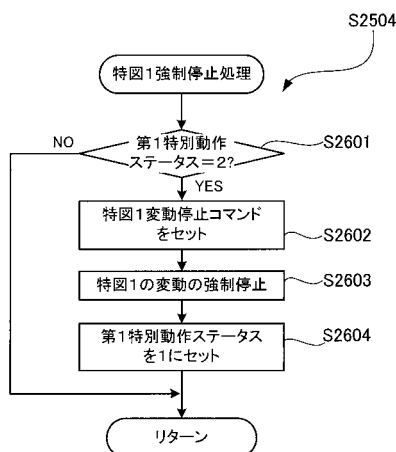 S2504
特図1強制停止処理
NO
第1特別動作
ステータス=2?
S2601
YES
特図1変動停止コマンド
をセット
S2602
特図1の変動の強制停止
S2603
第1特別動作ステータス
を1にセット
S2604
リターン